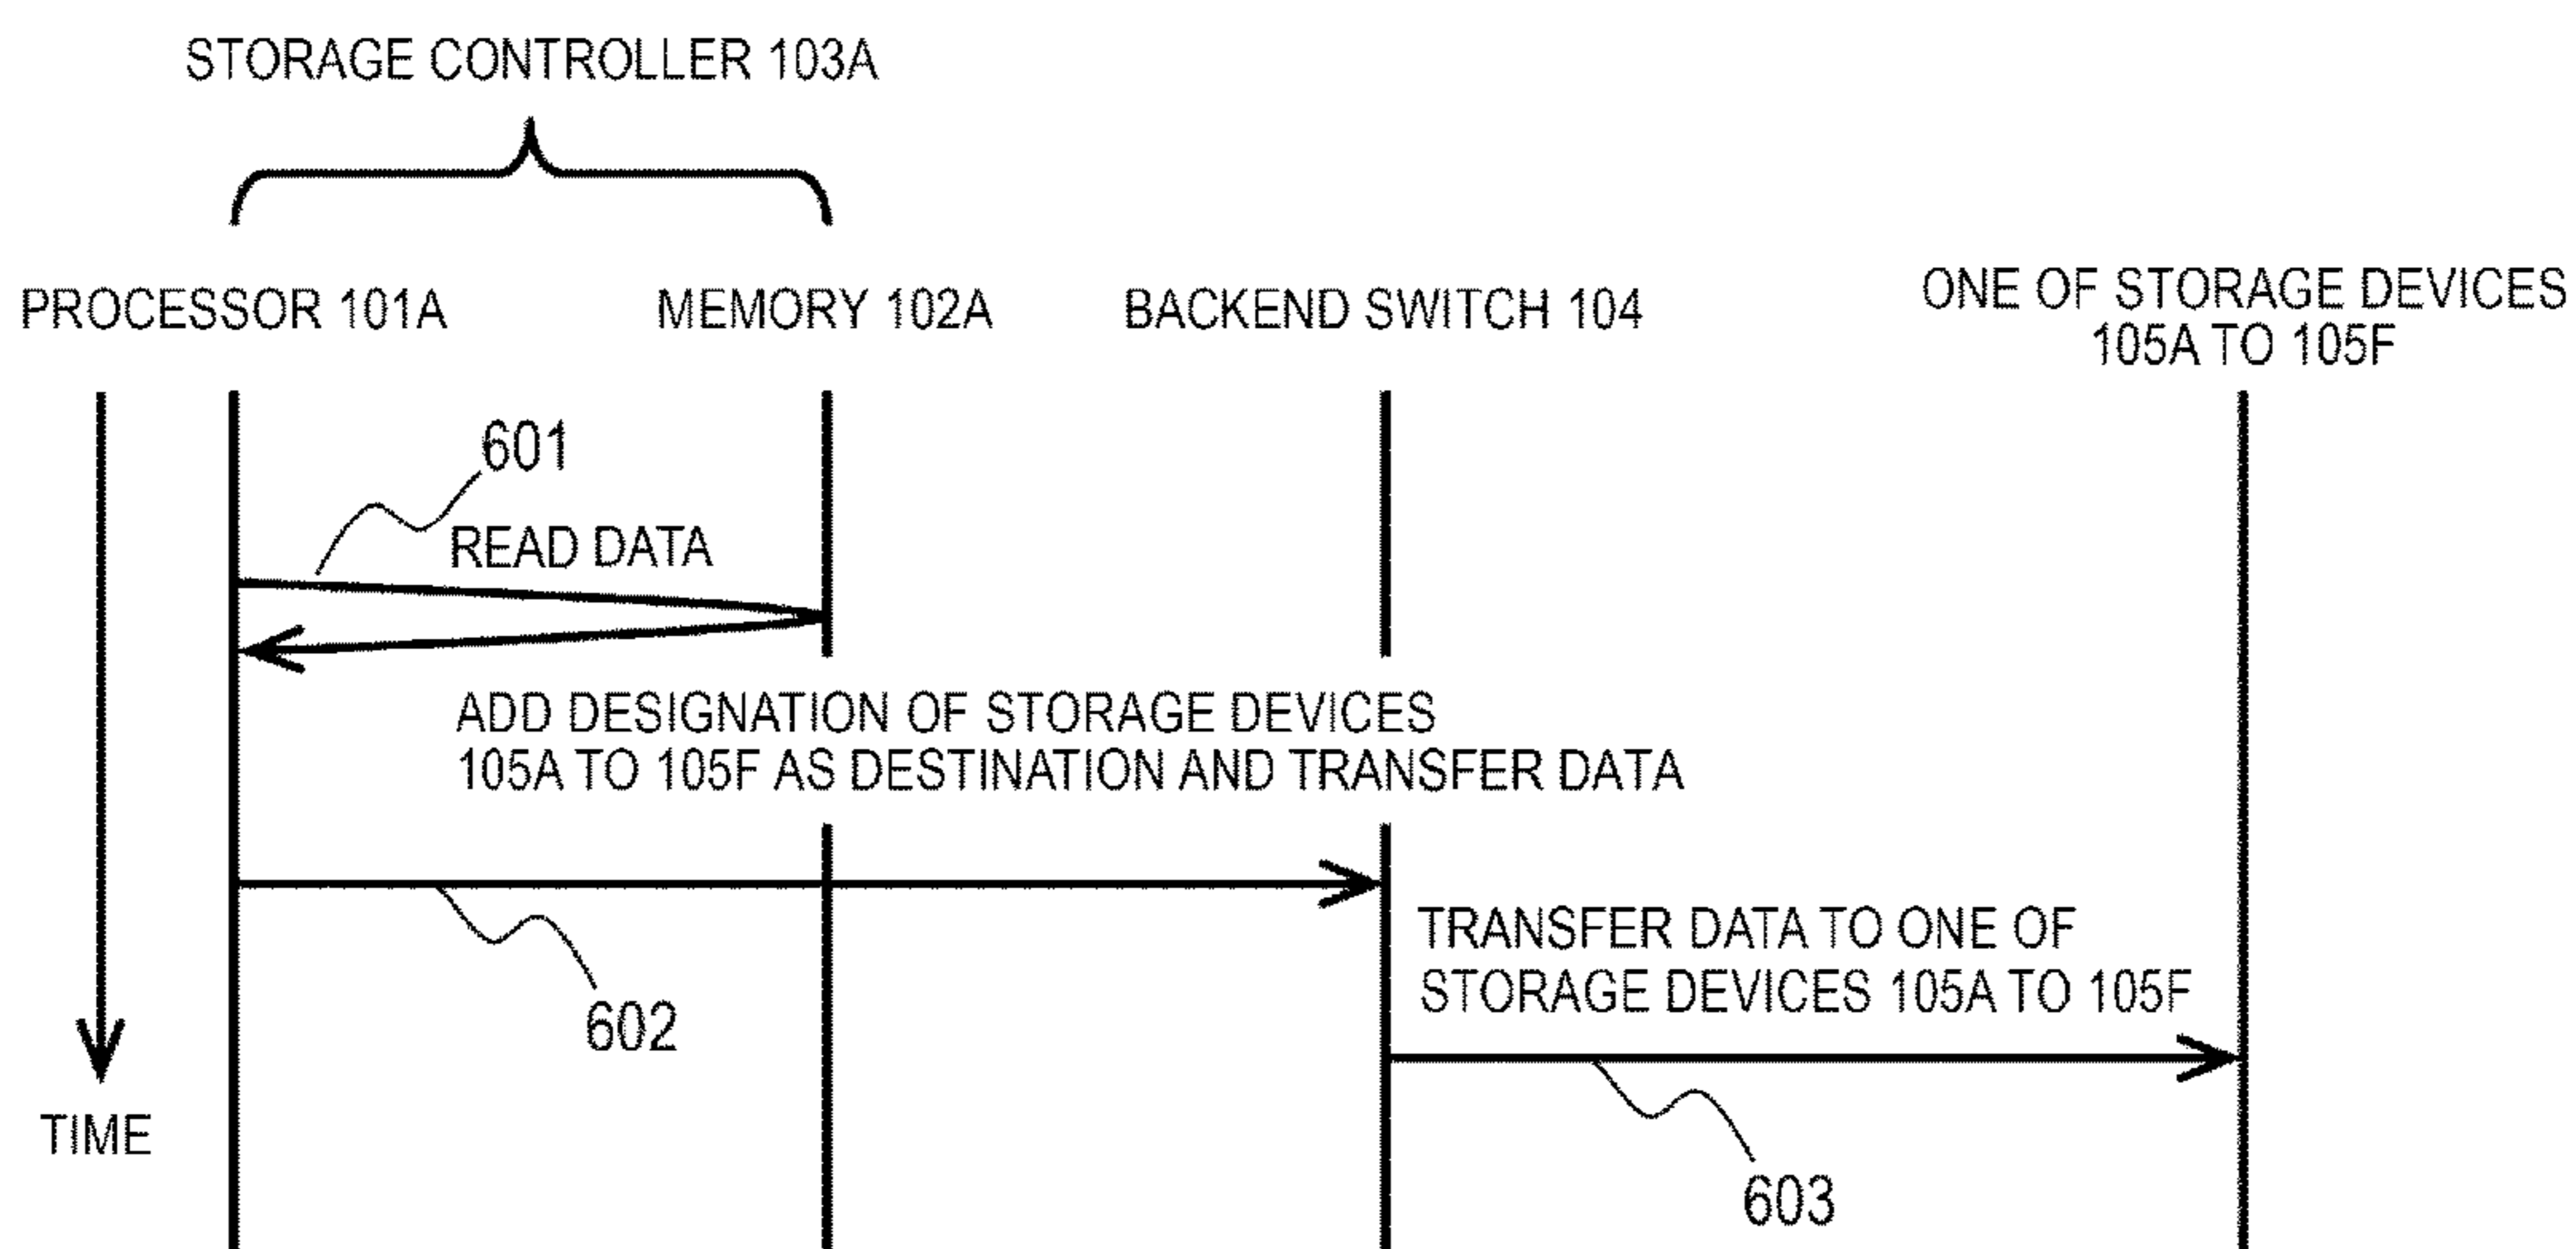 STORAGE CONTROLLER 103A
PROCESSOR 101A
MEMORY 102A
BACKEND SWITCH 104
ONE OF STORAGE DEVICES
105A TO 105F
601
READ DATA
ADD DESIGNATION OF STORAGE DEVICES
105A TO 105F AS DESTINATION AND TRANSFER DATA
602
TRANSFER DATA TO ONE OF
STORAGE DEVICES 105A TO 105F
603
TIME